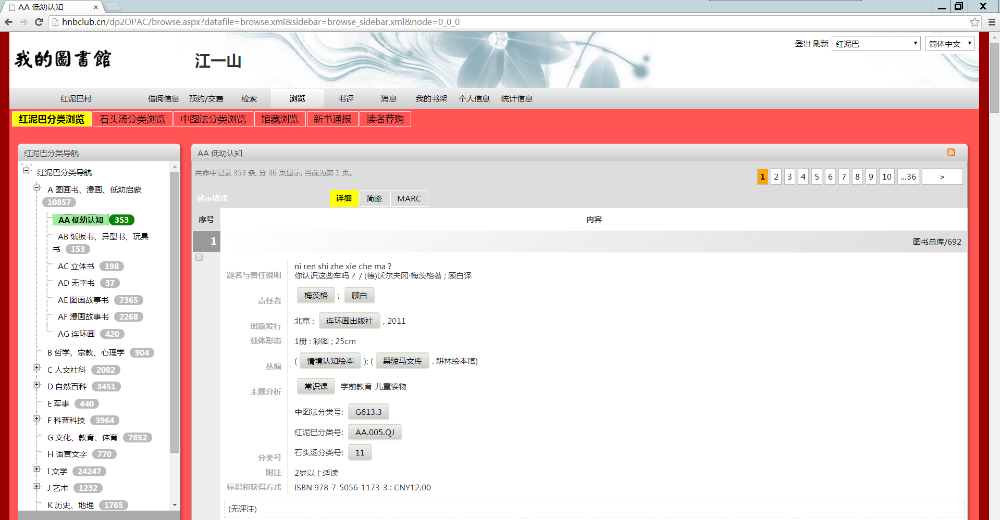 AA 低幼认知
hnbclub.cn/dp2OPAC/browse.aspx?datafile=browse.xml&sidebar=browse_sidebar.xml&node=0_0_0
我的圖書館
江一山
登出 刷新 红泥巴 简体中文
红泥巴村 借阅信息 预约/交费 检索 浏览 书评 消息 我的书架 个人信息 统计信息
红泥巴分类浏览 石头汤分类浏览 中图法分类浏览 馆藏浏览 新书通报 读者荐购
红泥巴分类导航
红泥巴分类导航
A 图画书、漫画、低幼启蒙
10857
AA 低幼认知 353
AB 纸板书、异型书、玩具
书 153
AC 立体书 198
AD 无字书 37
AE 图画故事书 7365
AF 漫画故事书 2268
AG 连环画 420
B 哲学、宗教、心理学 904
C 人文社科 2082
D 自然百科 3451
E 军事 440
F 科普科技 3964
G 文化、教育、体育 7852
H 语言文字 770
I 文学 24247
J 艺术 1232
K 历史、地理 1765
AA 低幼认知
共命中记录 353 条, 分 36 页显示, 当前为第 1 页。
1 2 3 4 5 6 7 8 9 10 ...36 >
显示格式 详细 简略 MARC
序号 内容
1 图书总库/692
ni ren shi zhe xie che ma ?
题名与责任说明 你认识这些车吗？ / (德)沃尔夫冈·梅茨格著 ; 顾白译
责任者 梅茨格 ; 顾白
出版发行 北京 : 连环画出版社 , 2011
载体形态 1册 : 彩图 ; 25cm
丛编 ( 情境认知绘本 ); ( 黑骏马文库 . 耕林绘本馆)
主题分析 常识课 -学前教育-儿童读物
中图法分类号: G613.3
红泥巴分类号: AA.005.QJ
石头汤分类号: 11
分类号
附注 2岁以上适读
标识和获得方式 ISBN 978-7-5056-1173-3 : CNY12.00
(无评注)